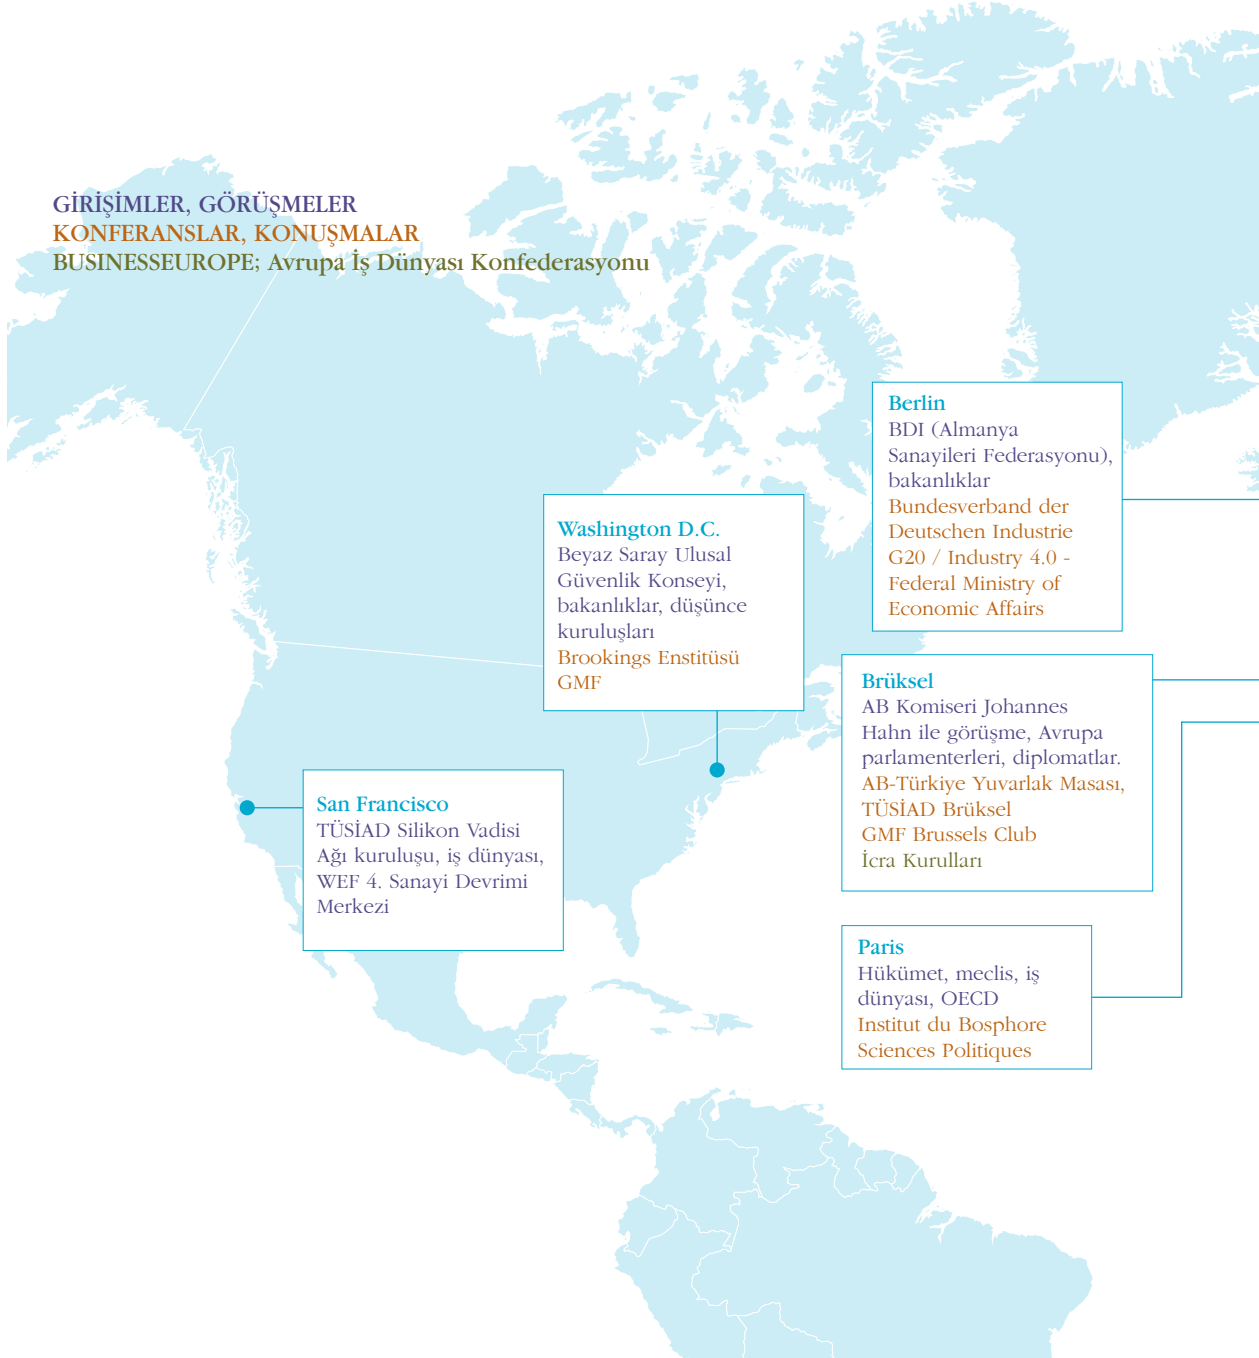 GİRİŞİMLER, GÖRÜŞMELER
KONFERANSLAR, KONUŞMALAR
BUSINESSEUROPE; Avrupa İş Dünyası Konfederasyonu
Berlin
BDI (Almanya
Sanayileri Federasyonu),
bakanlıklar
Bundesverband der
Deutschen Industrie
G20 / Industry 4.0 -
Federal Ministry of
Economic Affairs
Washington D.C.
Beyaz Saray Ulusal
Güvenlik Konseyi,
bakanlıklar, düşünce
kuruluşları
Brookings Enstitüsü
GMF
Brüksel
AB Komiseri Johannes
Hahn ile görüşme, Avrupa
parlamenterleri, diplomatlar.
AB-Türkiye Yuvarlak Masası,
TÜSİAD Brüksel
GMF Brussels Club
İcra Kurulları
San Francisco
TÜSİAD Silikon Vadisi
Ağı kuruluşu, iş dünyası,
WEF 4. Sanayi Devrimi
Merkezi
Paris
Hükümet, meclis, iş
dünyası, OECD
Institut du Bosphore
Sciences Politiques